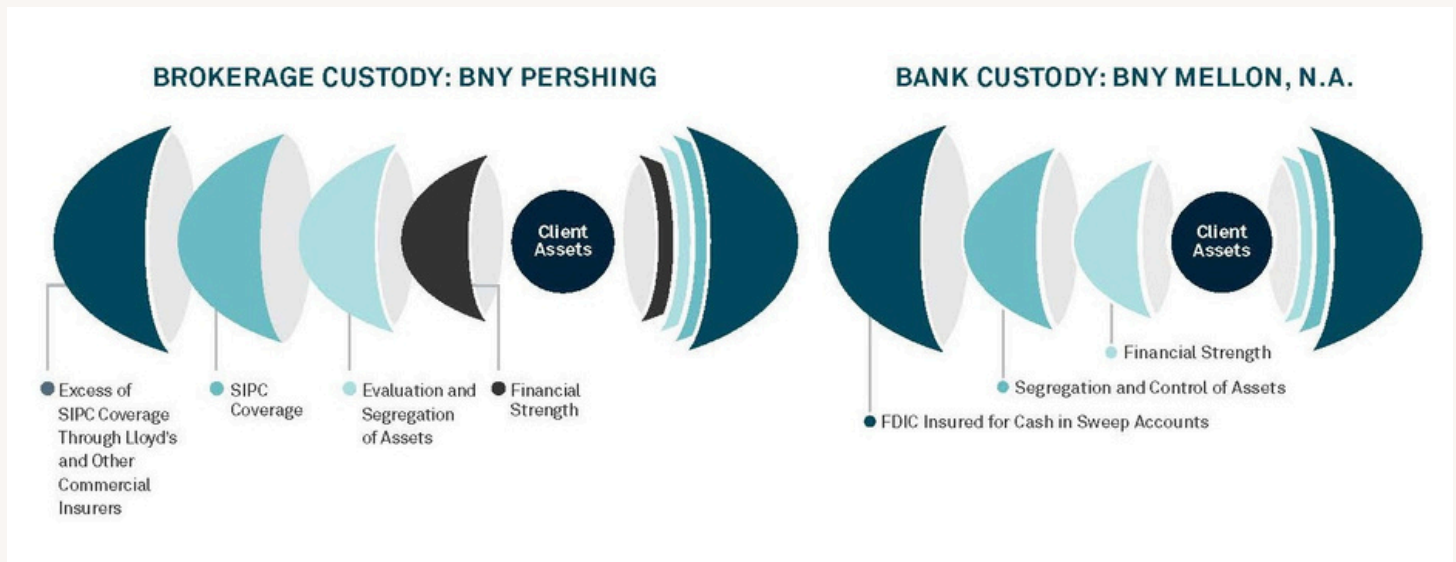 BROKERAGE CUSTODY: BNY PERSHING
Client
Assets
Excess of
SIPC Coverage
Through Lloyd's
and Other
Commercial
Insurers
SIPC
Coverage
Evaluation and
Segregation
of Assets
Financial
Strength
BANK CUSTODY: BNY MELLON, N.A.
Client
Assets
Financial Strength
Segregation and Control of Assets
FDIC Insured for Cash in Sweep Accounts